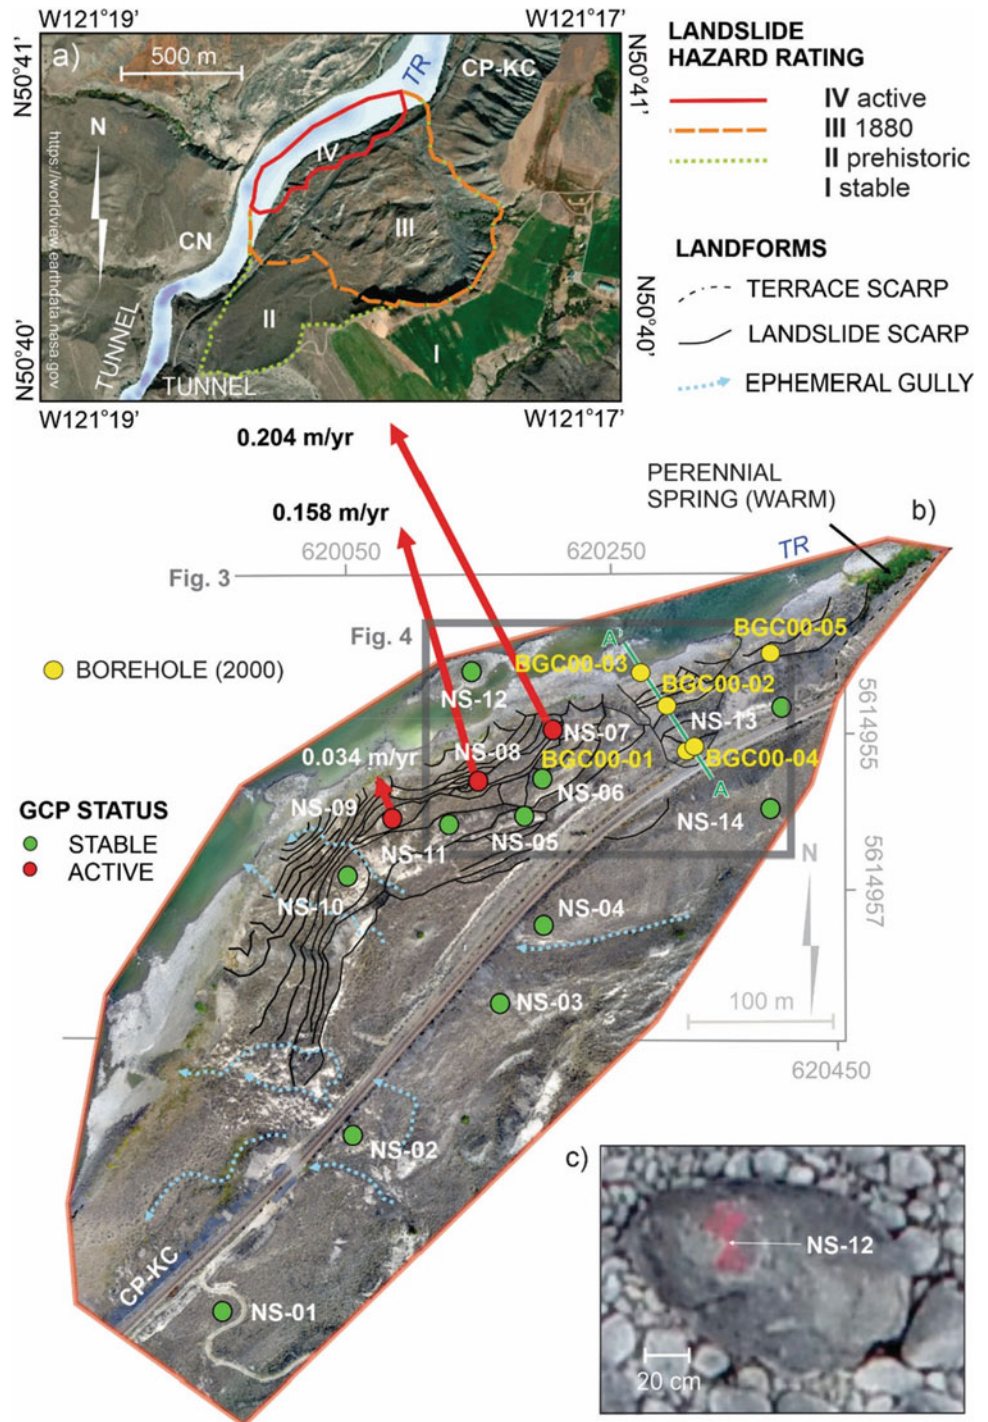 W121°19'
W121°17'
a)
500 m
TR
CP-KC
N50°41'
N50°41'
N
https://worldview.earthdata.nasa.gov
IV
III
CN
II
I
TUNNEL
TUNNEL
N50°40'
N50°40'
W121°19'
W121°17'
LANDSLIDE
HAZARD RATING
IV active
III 1880
II prehistoric
I stable
LANDFORMS
TERRACE SCARP
LANDSLIDE SCARP
EPHEMERAL GULLY
0.204 m/yr
0.158 m/yr
PERENNIAL
SPRING (WARM)
b)
620050
620250
TR
Fig. 3
Fig. 4
A'
BGC00-05
BOREHOLE (2000)
BGC00-03
NS-12
BGC00-02
NS-13
NS-07
NS-08
BGC00-01
BGC00-04
0.034 m/yr
NS-06
A
5614955
NS-09
GCP STATUS
STABLE
ACTIVE
NS-11
NS-05
NS-14
N
NS-10
NS-04
5614957
NS-03
100 m
620450
NS-02
c)
NS-12
CP-KC
NS-01
20 cm